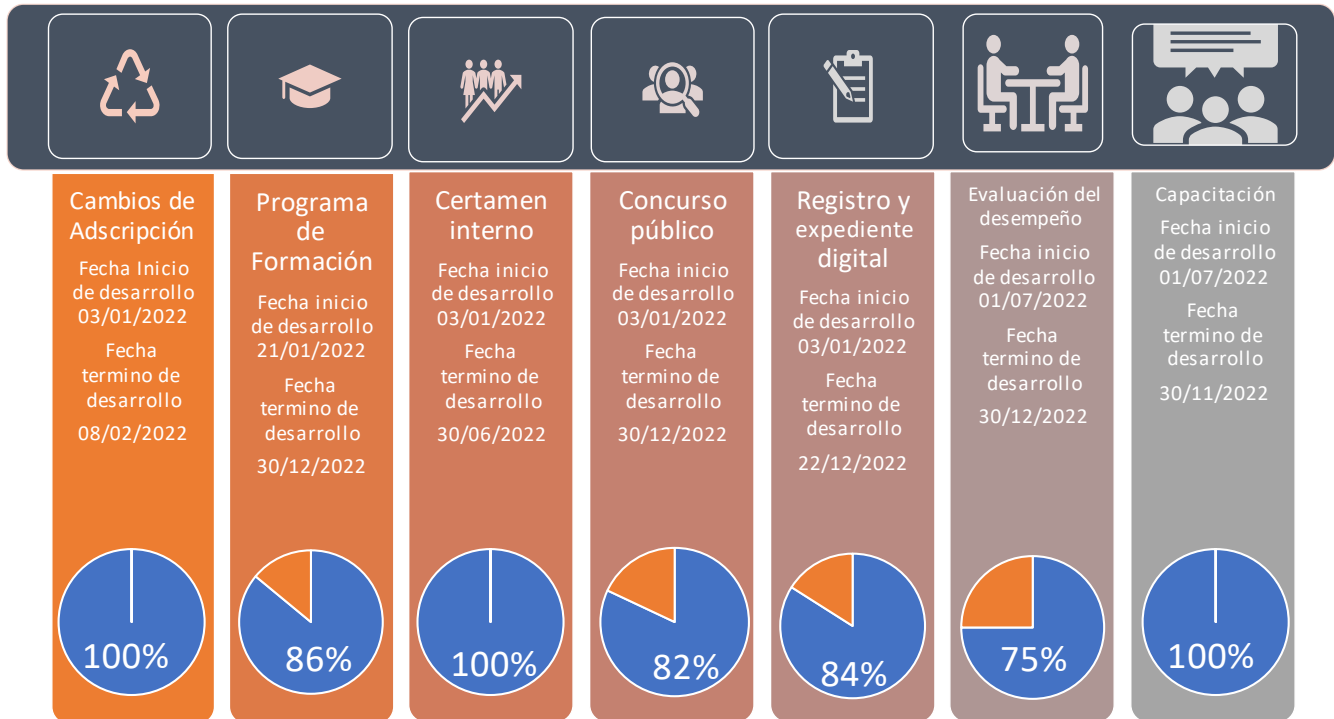 Cambios de
Adscripción
Fecha Inicio
de desarrollo
03/01/2022
Fecha
termino de
desarrollo
08/02/2022
100%
Programa
de
Formación
Fecha inicio
de desarrollo
21/01/2022
Fecha
termino de
desarrollo
30/12/2022
86%
Certamen
interno
Fecha inicio
de desarrollo
03/01/2022
Fecha
termino de
desarrollo
30/06/2022
100%
Concurso
público
Fecha inicio
de desarrollo
03/01/2022
Fecha
termino de
desarrollo
30/12/2022
82%
Registro y
expediente
digital
Fecha inicio
de desarrollo
03/01/2022
Fecha
termino de
desarrollo
22/12/2022
84%
Evaluación del
desempeño
Fecha inicio
de desarrollo
01/07/2022
Fecha
termino de
desarrollo
30/12/2022
75%
Capacitación
Fecha inicio
de desarrollo
01/07/2022
Fecha
termino de
desarrollo
30/11/2022
100%